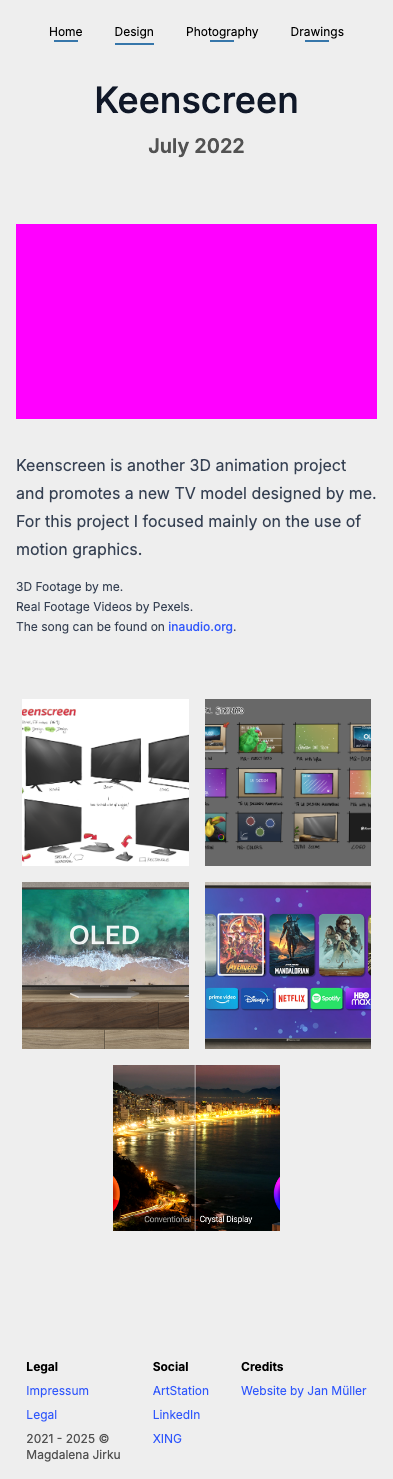 Home Design Photography Drawings
Keenscreen
July 2022
Keenscreen is another 3D animation project
and promotes a new TV model designed by me.
For this project I focused mainly on the use of
motion graphics.
3D Footage by me.
Real Footage Videos by Pexels.
The song can be found on inaudio.org.
eenscreen
OLED
AVENGERS
MANDALORIAN
prime video
Disney+
NETFLIX
Spotify
HBO
max
Conventional Crystal Display
Legal Social Credits
Impressum ArtStation Website by Jan Müller
Legal LinkedIn
2021 - 2025 © XING
Magdalena Jirku